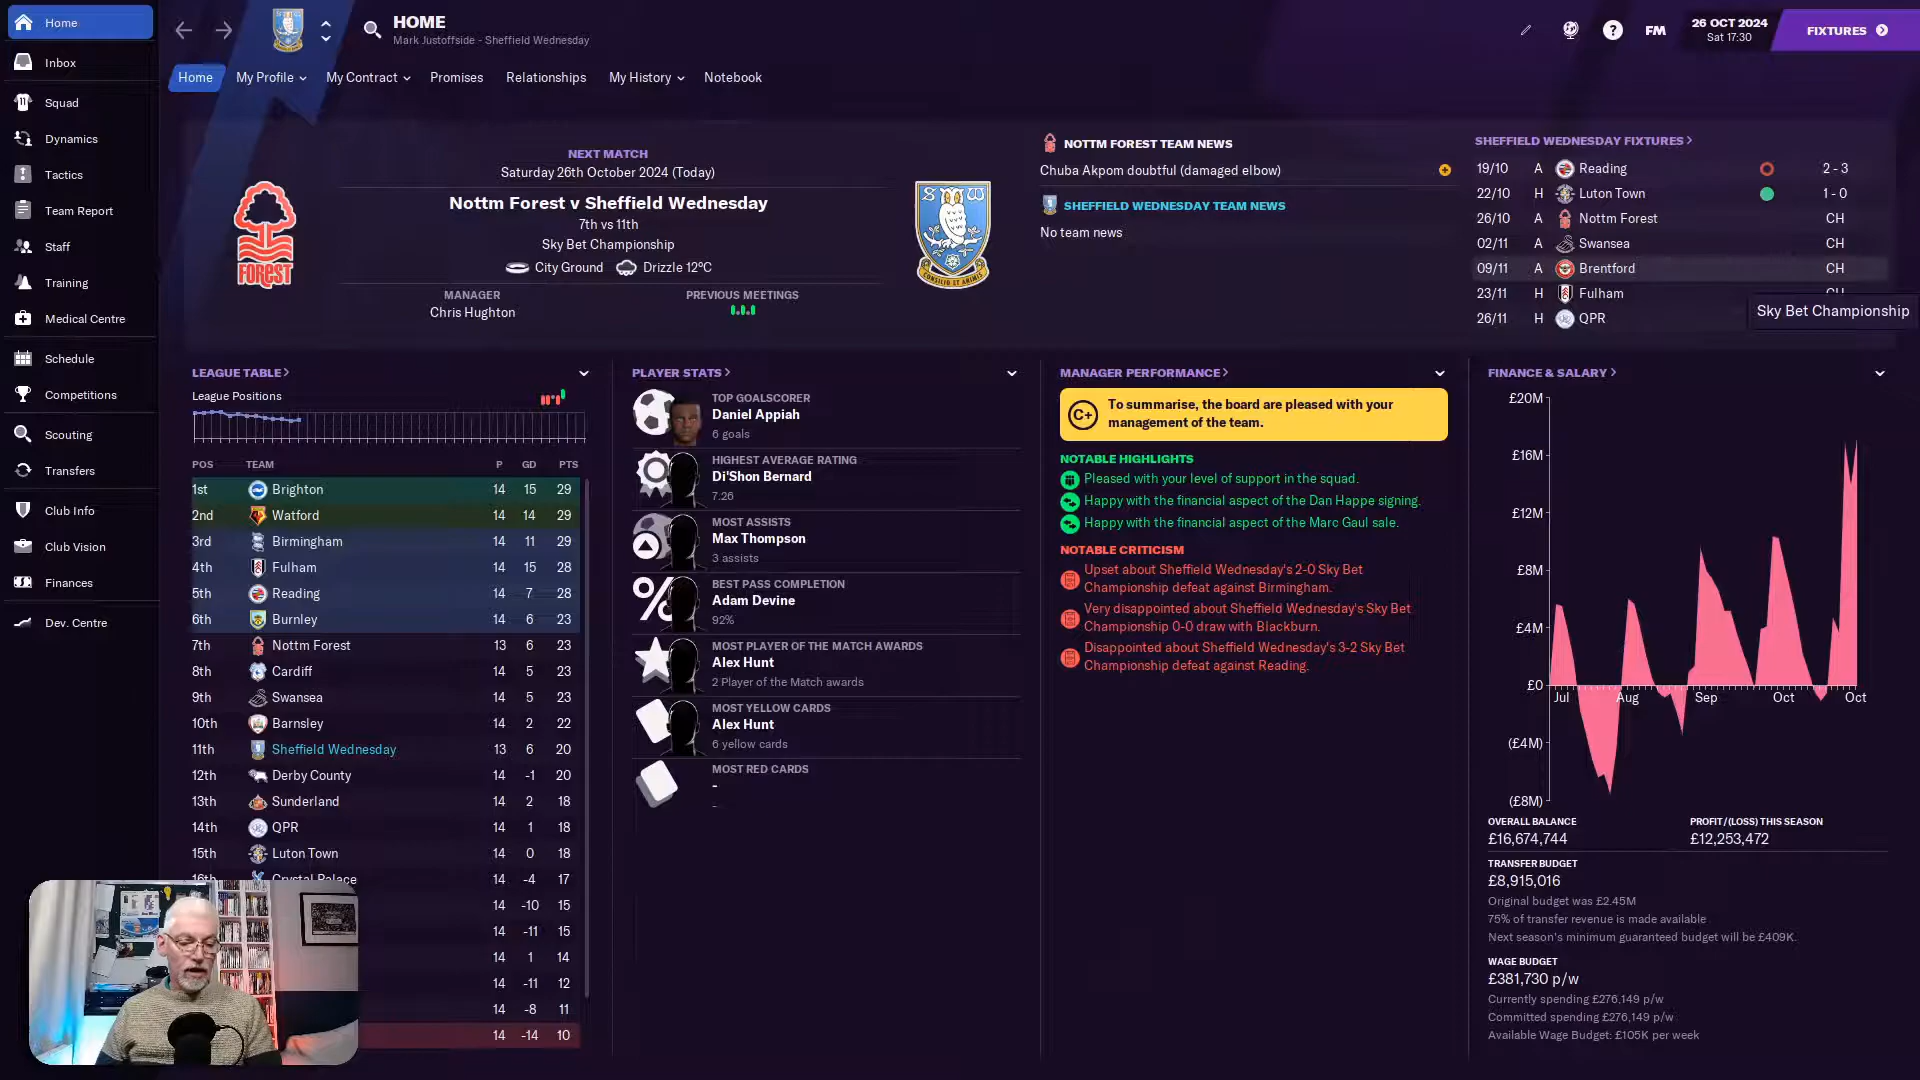 Home
Inbox
Squad
Dynamics
Tactics
Team Report
Staff
Training
Medical Centre
Schedule
Competitions
Scouting
Transfers
Club Info
Club Vision
Finances
Dev. Centre
HOME
Mark Justoffside - Sheffield Wednesday
FM
26 OCT 2024
Sat 17:30
FIXTURES
Home My Profile My Contract Promises Relationships My History Notebook
NEXT MATCH
Saturday 26th October 2024 (Today)
Nottm Forest v Sheffield Wednesday
7th vs 11th
Sky Bet Championship
City Ground Drizzle 12ºC
MANAGER
Chris Hughton
PREVIOUS MEETINGS
FOREST
S W
NOTTM FOREST TEAM NEWS
Chuba Akpom doubtful (damaged elbow)
SHEFFIELD WEDNESDAY TEAM NEWS
No team news
SHEFFIELD WEDNESDAY FIXTURES >
19/10 A Reading 2 - 3
22/10 H Luton Town 1 - 0
26/10 A Nottm Forest CH
02/11 A Swansea CH
09/11 A Brentford CH
23/11 H Fulham CH
26/11 H QPR
Sky Bet Championship
LEAGUE TABLE >
League Positions
POS TEAM P GD PTS
1st Brighton 14 15 29
2nd Watford 14 14 29
3rd Birmingham 14 11 29
4th Fulham 14 15 28
5th Reading 14 7 28
6th Burnley 14 6 23
7th Nottm Forest 13 6 23
8th Cardiff 14 5 23
9th Swansea 14 5 23
10th Barnsley 14 2 22
11th Sheffield Wednesday 13 6 20
12th Derby County 14 -1 20
13th Sunderland 14 2 18
14th QPR 14 1 18
15th Luton Town 14 0 18
16th Crystal Palace 14 -4 17
14 -10 15
14 -11 15
14 1 14
14 -11 12
14 -8 11
14 -14 10
PLAYER STATS >
TOP GOALSCORER
Daniel Appiah
6 goals
HIGHEST AVERAGE RATING
Di'Shon Bernard
7.26
MOST ASSISTS
Max Thompson
3 assists
BEST PASS COMPLETION
Adam Devine
92%
MOST PLAYER OF THE MATCH AWARDS
Alex Hunt
2 Player of the Match awards
MOST YELLOW CARDS
Alex Hunt
6 yellow cards
MOST RED CARDS
-
-
MANAGER PERFORMANCE >
C+ To summarise, the board are pleased with your
management of the team.
NOTABLE HIGHLIGHTS
Pleased with your level of support in the squad.
Happy with the financial aspect of the Dan Happe signing.
Happy with the financial aspect of the Marc Gaul sale.
NOTABLE CRITICISM
Upset about Sheffield Wednesday's 2-0 Sky Bet
Championship defeat against Birmingham.
Very disappointed about Sheffield Wednesday's Sky Bet
Championship 0-0 draw with Blackburn.
Disappointed about Sheffield Wednesday's 3-2 Sky Bet
Championship defeat against Reading.
FINANCE & SALARY >
£20M
£16M
£12M
£8M
£4M
£0
(£4M)
(£8M)
Jul Aug Sep Oct Oct
OVERALL BALANCE
£16,674,744
PROFIT/(LOSS) THIS SEASON
£12,253,472
TRANSFER BUDGET
£8,915,016
Original budget was £2.45M
75% of transfer revenue is made available
Next season's minimum guaranteed budget will be £409K.
WAGE BUDGET
£381,730 p/w
Currently spending £276,149 p/w
Committed spending £276,149 p/w
Available Wage Budget: £105K per week